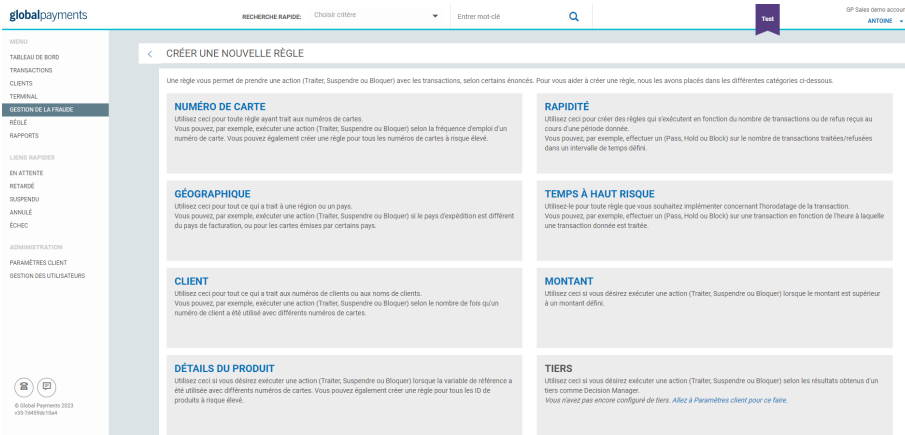 globalpayments
RECHERCHE RAPIDE:
Choisir critère
Entrer mot-clé
Test
GP Sales demo accour
ANTOINE
MENU
TABLEAU DE BORD
TRANSACTIONS
CLIENTS
TERMINAL
GESTION DE LA FRAUDE
RÉGLÉ
RAPPORTS
LIENS RAPIDES
EN ATTENTE
RETARDÉ
SUSPENDU
ANNULÉ
ÉCHEC
ADMINISTRATION
PARAMÈTRES CLIENT
GESTION DES UTILISATEURS
© Global Payments 2023
v35-7d459dc10a4
CRÉER UNE NOUVELLE RÈGLE
Une règle vous permet de prendre une action (Traiter, Suspendre ou Bloquer) avec les transactions, selon certains énoncés. Pour vous aider à créer une règle, nous les avons placés dans les différentes catégories ci-dessous.
NUMÉRO DE CARTE
Utilisez ceci pour toute règle ayant trait aux numéros de cartes.
Vous pouvez, par exemple, exécuter une action (Traiter, Suspendre ou Bloquer) selon la fréquence d'emploi d'un
numéro de carte. Vous pouvez également créer une règle pour tous les numéros de cartes à risque élevé.
RAPIDITÉ
Utilisez ceci pour créer des règles qui s'exécutent en fonction du nombre de transactions ou de refus reçus au
cours d'une période donnée.
Vous pouvez, par exemple, effectuer un (Pass, Hold ou Block) sur le nombre de transactions traitées/refusées
dans un intervalle de temps défini.
GÉOGRAPHIQUE
Utilisez ceci pour tout ce qui a trait à une région ou un pays.
Vous pouvez, par exemple, exécuter une action (Traiter, Suspendre ou Bloquer) si le pays d'expédition est différent
du pays de facturation, ou pour les cartes émises par certains pays.
TEMPS À HAUT RISQUE
Utilisez-le pour toute règle que vous souhaitez implémenter concernant l'horodatage de la transaction.
Vous pouvez, par exemple, effectuer un (Pass, Hold ou Block) sur une transaction en fonction de l'heure à laquelle
une transaction donnée est traitée.
CLIENT
Utilisez ceci pour tout ce qui a trait aux numéros de clients ou aux noms de clients.
Vous pouvez, par exemple, exécuter une action (Traiter, Suspendre ou Bloquer) selon le nombre de fois qu'un
numéro de client a été utilisé avec différents numéros de cartes.
MONTANT
Utilisez ceci si vous désirez exécuter une action (Traiter, Suspendre ou Bloquer) lorsque le montant est supérieur
à un montant défini.
DÉTAILS DU PRODUIT
Utilisez ceci si vous désirez exécuter une action (Traiter, Suspendre ou Bloquer) lorsque la variable de référence a
été utilisée avec différents numéros de cartes. Vous pouvez également créer une règle pour tous les ID de
produits à risque élevé.
TIERS
Utilisez ceci si vous désirez exécuter une action (Traiter, Suspendre ou Bloquer) selon les résultats obtenus d'un
tiers comme Decision Manager.
Vous n'avez pas encore configuré de tiers. Allez à Paramètres client pour ce faire.